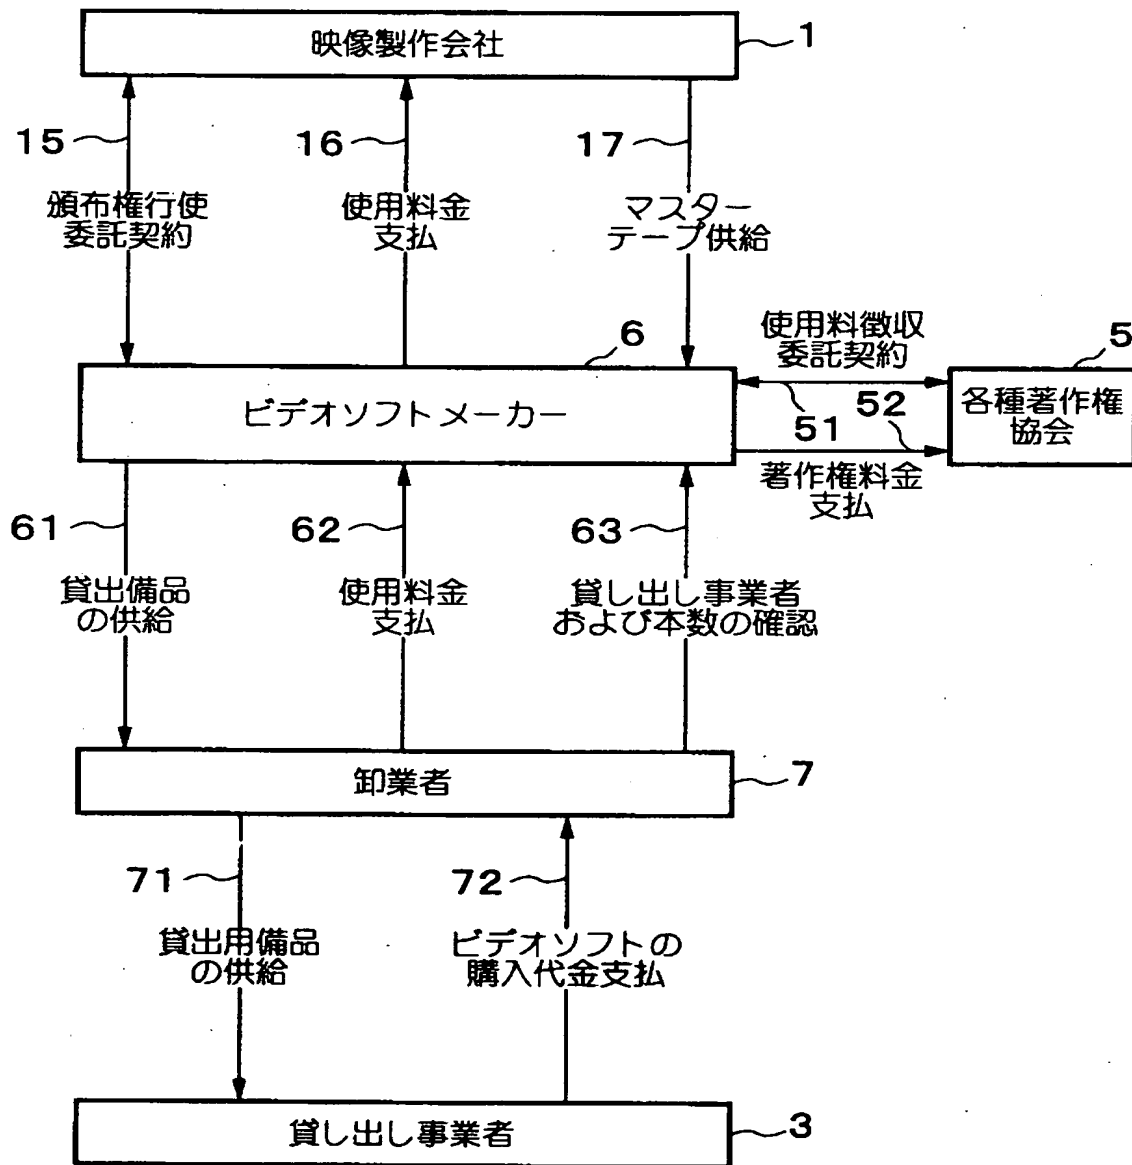 映像製作会社
1
15
16
17
頒布権行使
委託契約
使用料金
支払
マスター
テープ供給
使用料徴収
委託契約
6
5
ビデオソフトメーカー
51
52
各種著作権
協会
著作権料金
支払
61
62
63
貸出備品
の供給
使用料金
支払
貸し出し事業者
および本数の確認
卸業者
7
71
72
貸出用備品
の供給
ビデオソフトの
購入代金支払
貸し出し事業者
3